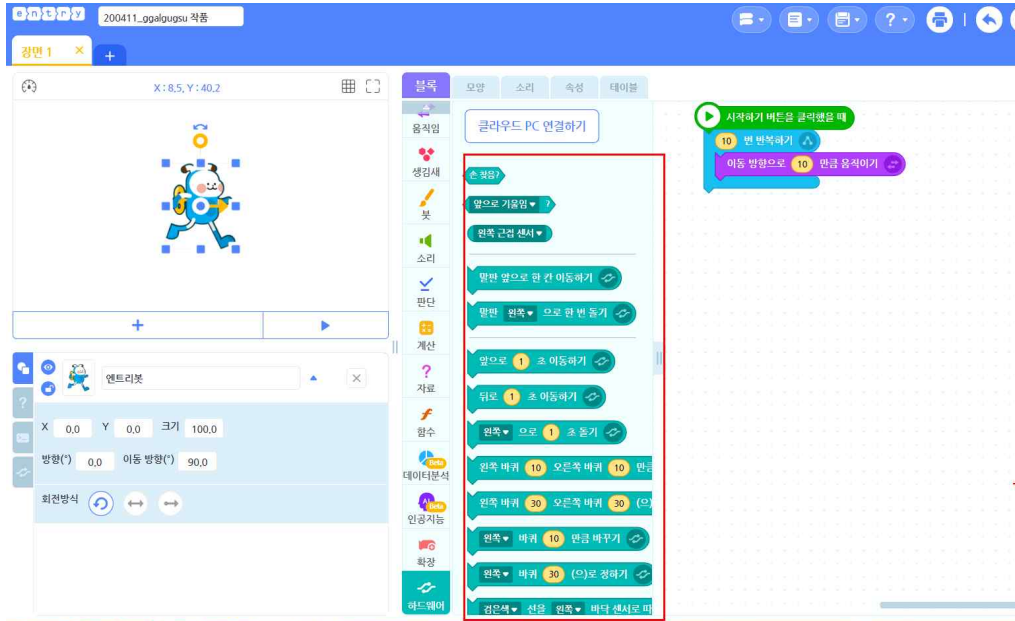 entry
200411_ggalgugsu 작품
?
장면 1 ×
+
X : 8.5, Y : 40.2
+
엔트리봇
?
X 0.0 Y 0.0 크기 100.0
방향(°) 0.0 이동 방향(°) 90.0
회전방식
블록 모양 소리 속성 테이블
움직임
생김새
붓
소리
판단
계산
?
자료
f
함수
Beta
데이터분석
AI
Beta
인공지능
확장
하드웨어
클라우드 PC 연결하기
손 찾음?
앞으로 기울임 ?
왼쪽 근접 센서
말판 앞으로 한 칸 이동하기
말판 왼쪽 으로 한 번 돌기
앞으로 1 초 이동하기
뒤로 1 초 이동하기
왼쪽 으로 1 초 돌기
왼쪽 바퀴 10 오른쪽 바퀴 10 만큼
왼쪽 바퀴 30 오른쪽 바퀴 30 (으)
왼쪽 바퀴 10 만큼 바꾸기
왼쪽 바퀴 30 (으)로 정하기
검은색 선을 왼쪽 바닥 센서로 따
시작하기 버튼을 클릭했을 때
10 번 반복하기
이동 방향으로 10 만큼 움직이기